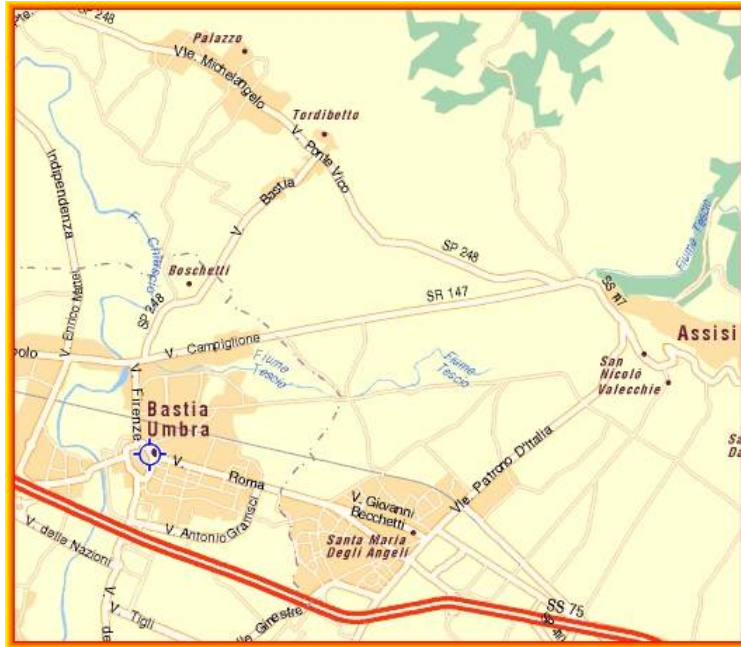 SP 248
Palazzo
Vle. Michelangelo
Tordibetto
V. Ponte Vico
V. Bastia
Indipendenza
F. Chiascio
Boschetti
SP 248
SP 248
SR 147
SS 147
Fiume Tescio
Assisi
V. Enrico Mattei
V. Campiglione
Fiume
Tescio
Fiume
Tescio
San
Nicolò
Valecchie
V. Firenze
Bastia
Umbra
V. Roma
Vle Patrono D'Italia
V. Giovanni
Becchetti
V. Antonio Gramsci
Santa Maria
Degli Angeli
V. delle Nazioni
V.
V. Tigli
Ginestre
SS 75